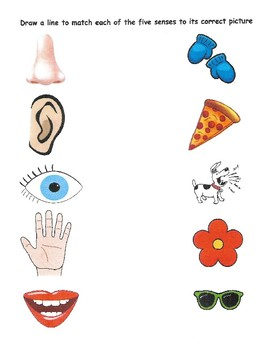 Draw a line to match each of the five senses to its correct picture